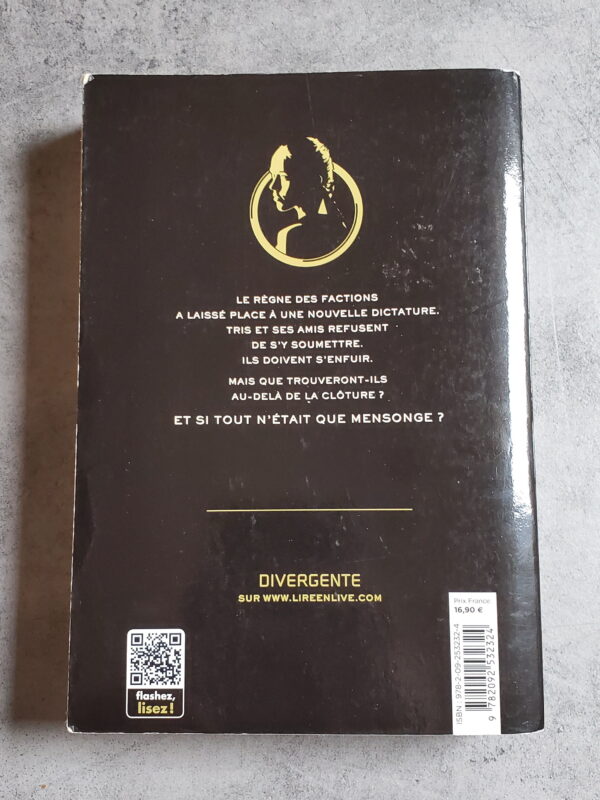 LE RÈGNE DES FACTIONS
A LAISSÉ PLACE À UNE NOUVELLE DICTATURE.
TRIS ET SES AMIS REFUSENT
DE S'Y SOUMETTRE.
ILS DOIVENT S'ENFUIR.
MAIS QUE TROUVERONT-ILS
AU-DELÀ DE LA CLÔTURE ?
ET SI TOUT N'ÉTAIT QUE MENSONGE ?
DIVERGENTE
SUR WWW.LIREENLIVE.COM
flashez,
lisez !
Prix France
16,90 €
ISBN : 978-2-09-253232-4
9 782092 532324